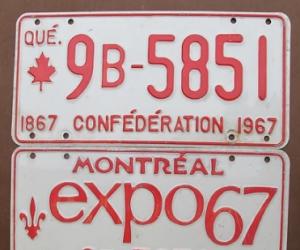 QUÉ.
9B-5851
1867 CONFÉDÉRATION 1967
MONTRÉAL
expo67